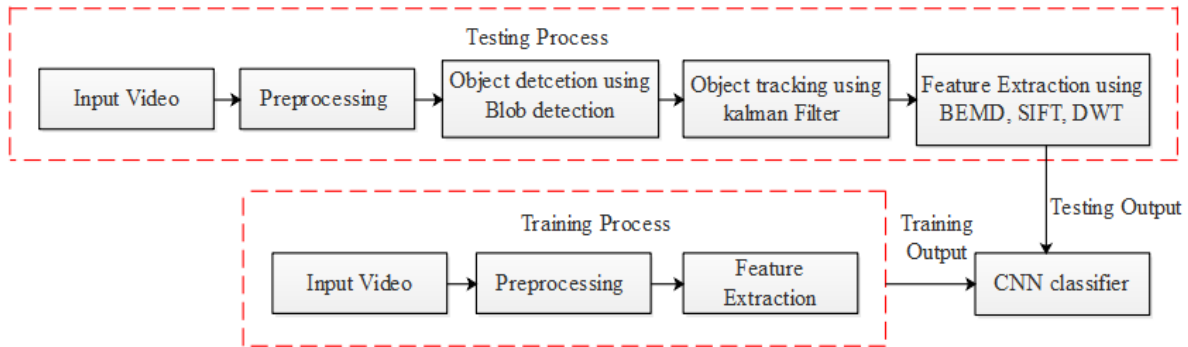 Testing Process
Input Video
Preprocessing
Object detcetion using
Blob detection
Object tracking using
kalman Filter
Feature Extraction using
BEMD, SIFT, DWT
Testing Output
Training Process
Input Video
Preprocessing
Feature
Extraction
Training
Output
CNN classifier